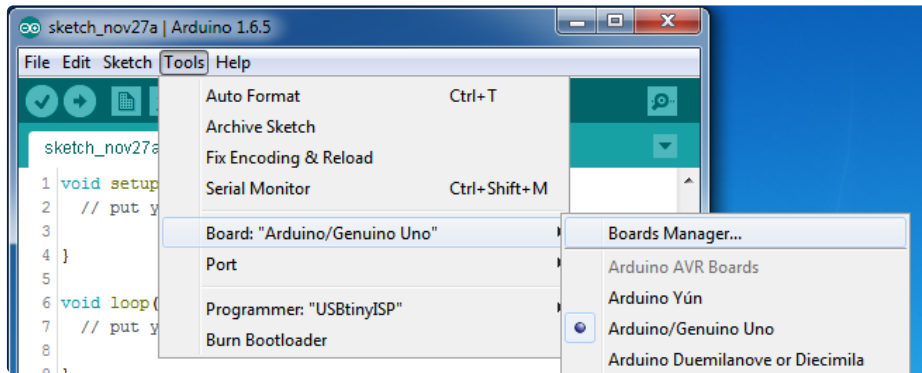 sketch_nov27a | Arduino 1.6.5
File Edit Sketch Tools Help
Auto Format Ctrl+T
Archive Sketch
sketch_nov27a
Fix Encoding & Reload
1 void setup
Serial Monitor Ctrl+Shift+M
2 // put y
3
Board: "Arduino/Genuino Uno"
Boards Manager...
4 }
Port
Arduino AVR Boards
5
Arduino Yún
6 void loop(
Programmer: "USBtinyISP"
7 // put y
Arduino/Genuino Uno
Burn Bootloader
8
Arduino Duemilanove or Diecimila
9 }